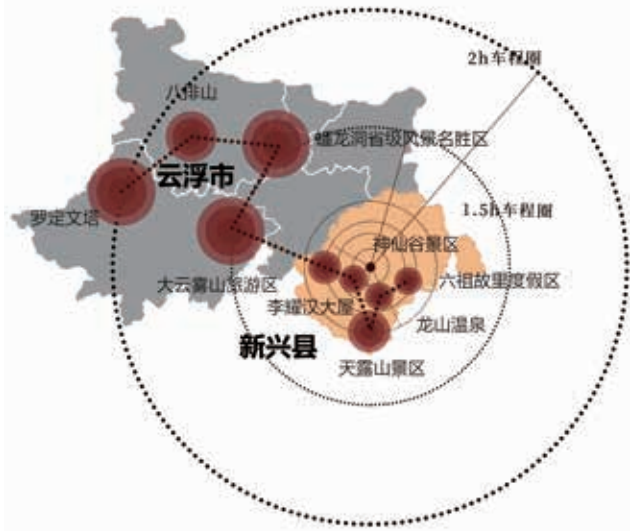 2h车程圈
八排山
蟠龙洞省级风景名胜区
云浮市
1.5h车程圈
罗定文塔
神仙谷景区
大云雾山旅游区
六祖故里度假区
李耀汉大屋
龙山温泉
新兴县
天露山景区